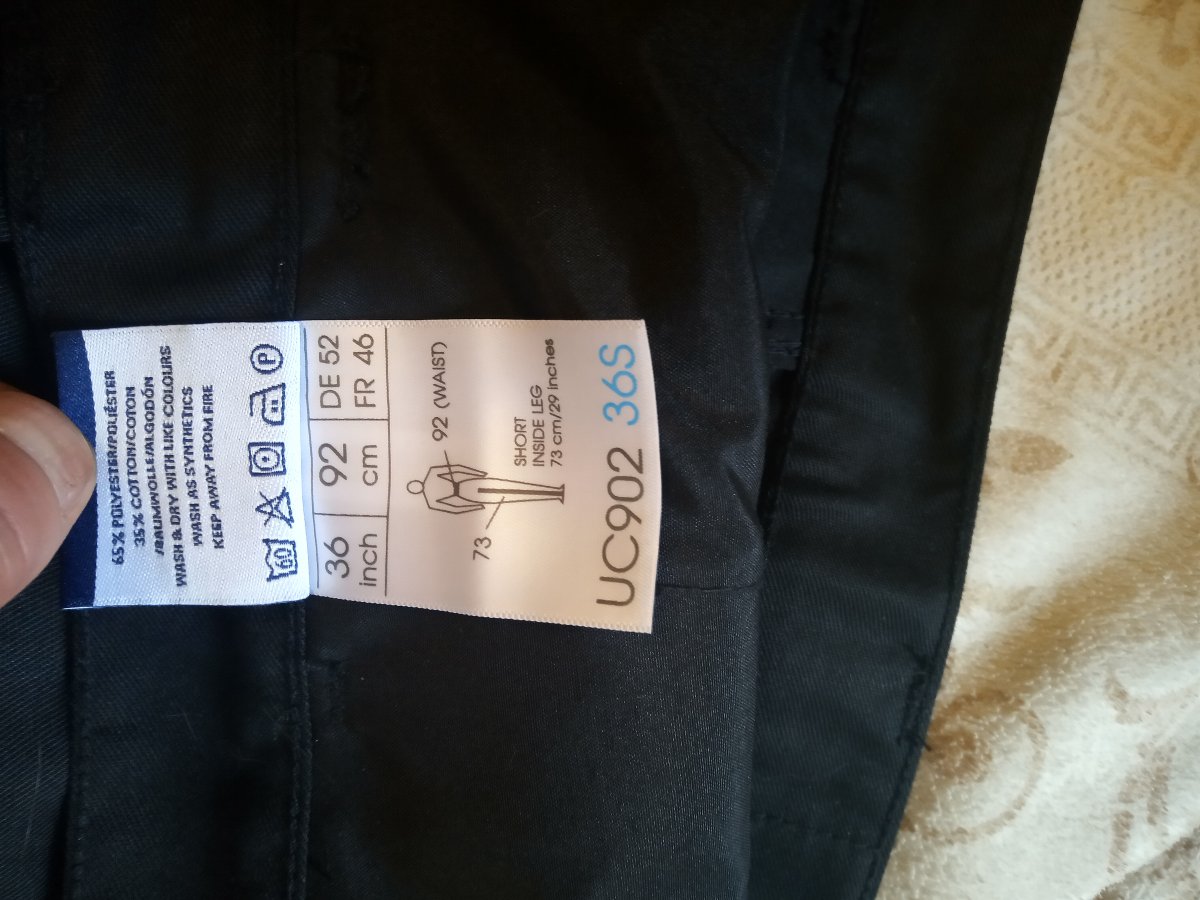 65% POLYESTER/POLIÉSTER
35% COTTON/COTON
/BAUMWOLLE/ALGODÓN
WASH & DRY WITH LIKE COLOURS
WASH AS SYNTHETICS
KEEP AWAY FROM FIRE
60 P
36 inch
92 cm
DE 52
FR 46
92 (WAIST)
73
SHORT
INSIDE LEG
73 cm/29 inches
UC902 36S